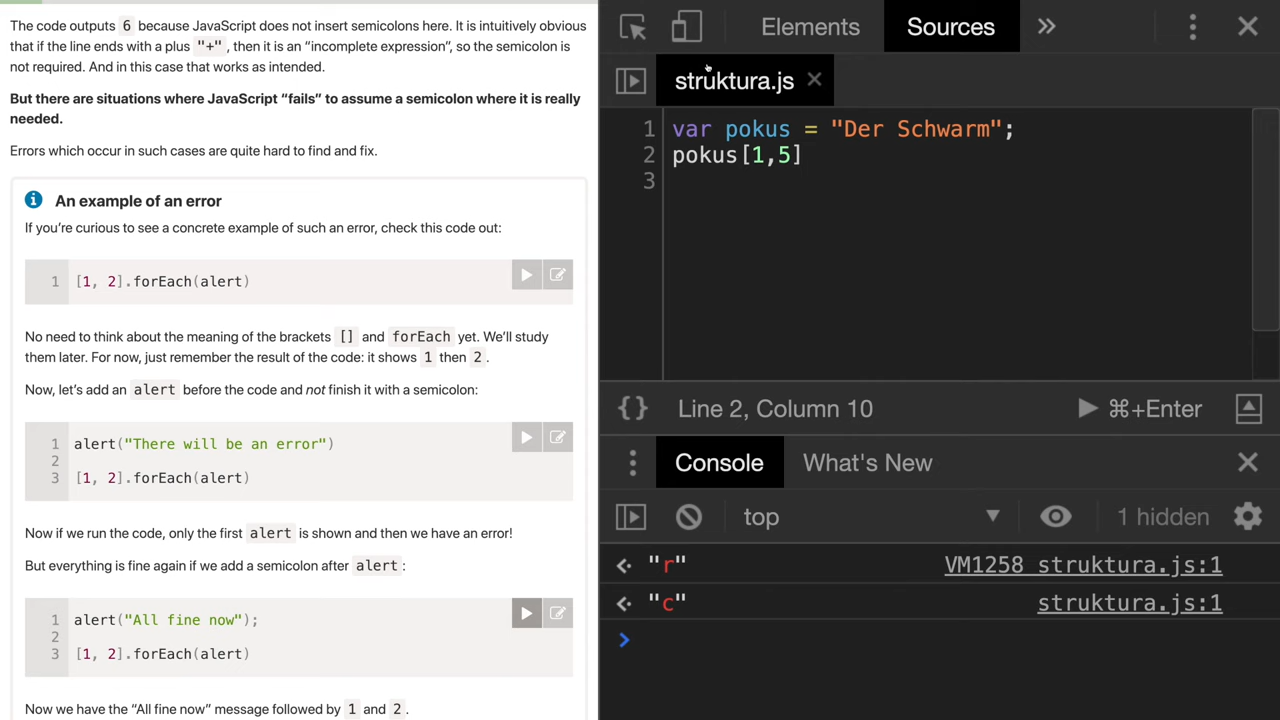 The code outputs 6 because JavaScript does not insert semicolons here. It is intuitively obvious
that if the line ends with a plus "+", then it is an “incomplete expression”, so the semicolon is
not required. And in this case that works as intended.
But there are situations where JavaScript “fails” to assume a semicolon where it is really
needed.
Errors which occur in such cases are quite hard to find and fix.
An example of an error
If you’re curious to see a concrete example of such an error, check this code out:
1 [1, 2].forEach(alert)
No need to think about the meaning of the brackets [] and forEach yet. We’ll study
them later. For now, just remember the result of the code: it shows 1 then 2.
Now, let’s add an alert before the code and not finish it with a semicolon:
1 alert("There will be an error")
2
3 [1, 2].forEach(alert)
Now if we run the code, only the first alert is shown and then we have an error!
But everything is fine again if we add a semicolon after alert:
1 alert("All fine now");
2
3 [1, 2].forEach(alert)
Now we have the “All fine now” message followed by 1 and 2.
Elements Sources »
struktura.js
1 var pokus = "Der Schwarm";
2 pokus[1,5]
3
{} Line 2, Column 10 ⌘+Enter
Console What's New
top 1 hidden
"r" VM1258 struktura.js:1
"c" struktura.js:1